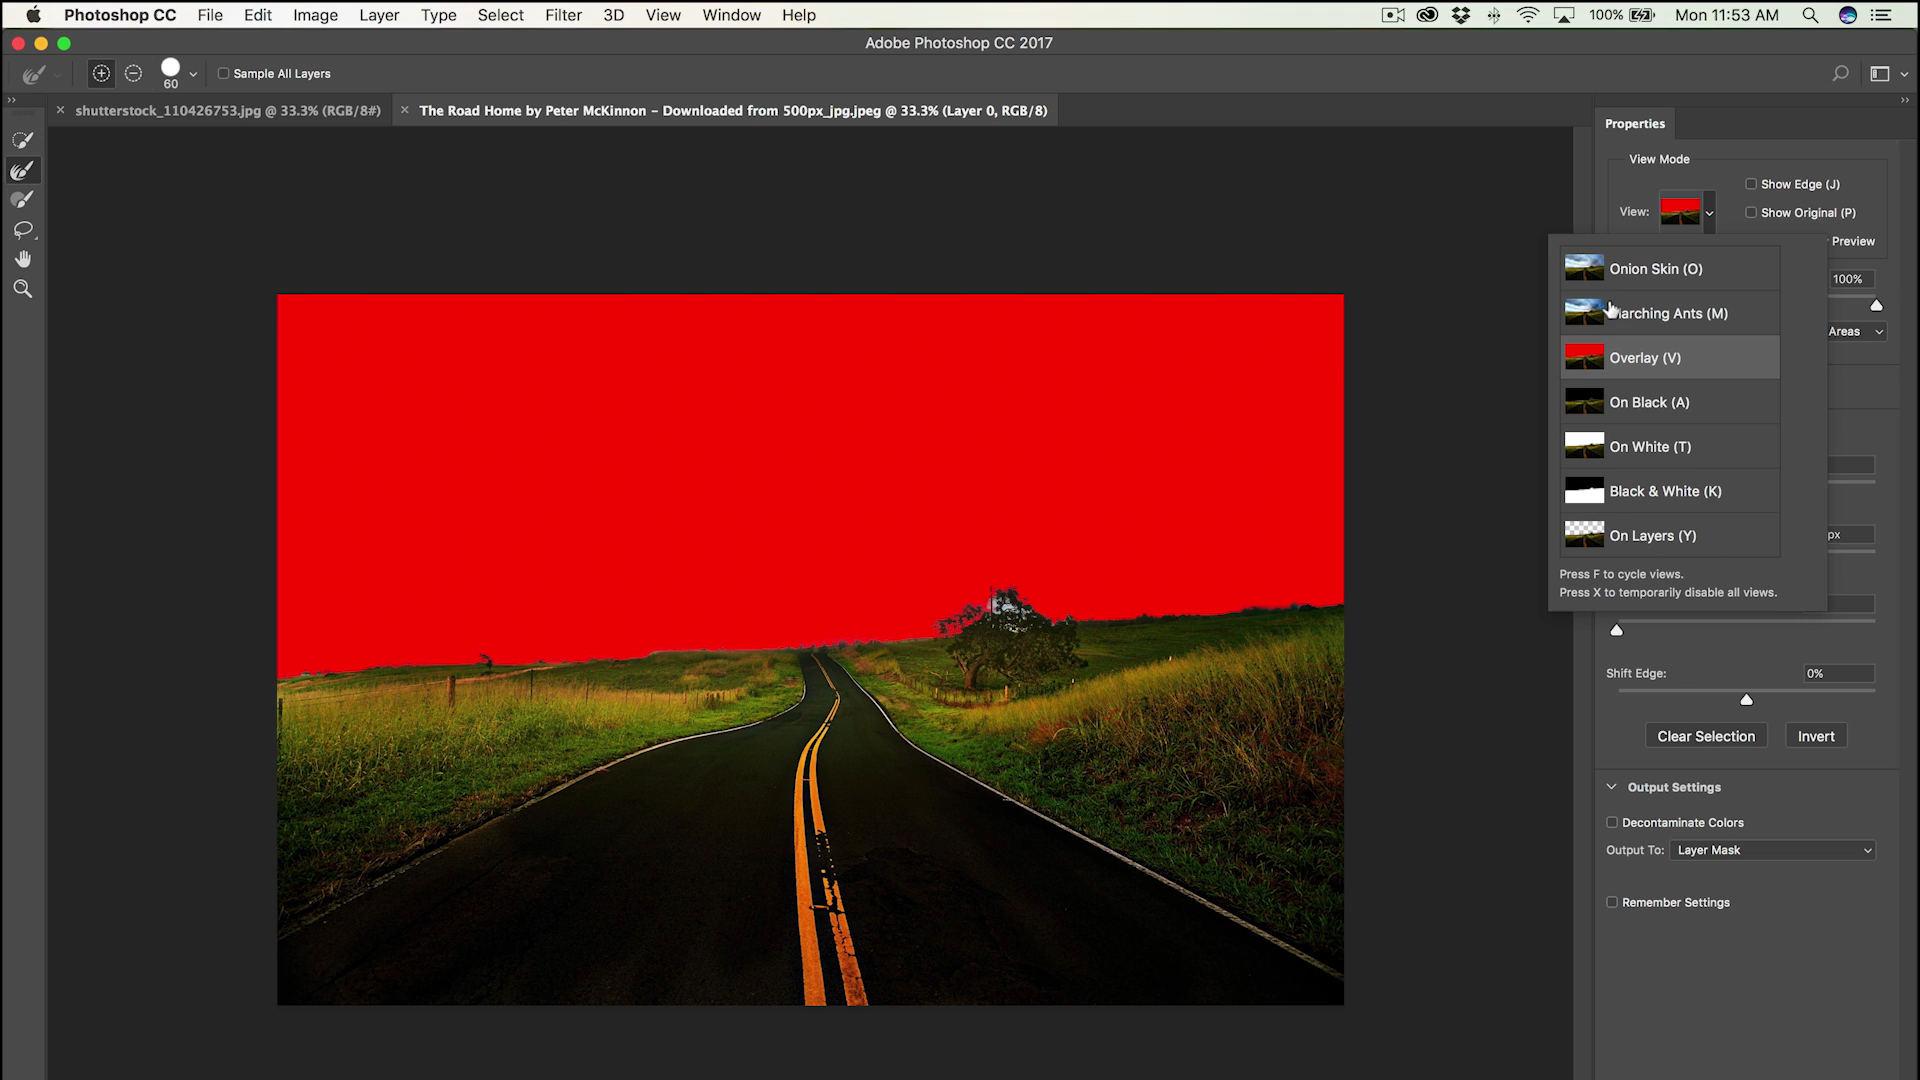 Photoshop CC File Edit Image Layer Type Select Filter 3D View Window Help 100% Mon 11:53 AM
Adobe Photoshop CC 2017
60 Sample All Layers
shutterstock_110426753.jpg @ 33.3% (RGB/8#) The Road Home by Peter McKinnon – Downloaded from 500px_jpg.jpeg @ 33.3% (Layer 0, RGB/8)
Properties
View Mode
Show Edge (J)
View: Show Original (P)
Preview
Onion Skin (O) 100%
arching Ants (M)
Areas
Overlay (V)
On Black (A)
On White (T)
Black & White (K)
On Layers (Y) px
Press F to cycle views.
Press X to temporarily disable all views.
Shift Edge: 0%
Clear Selection Invert
Output Settings
Decontaminate Colors
Output To: Layer Mask
Remember Settings